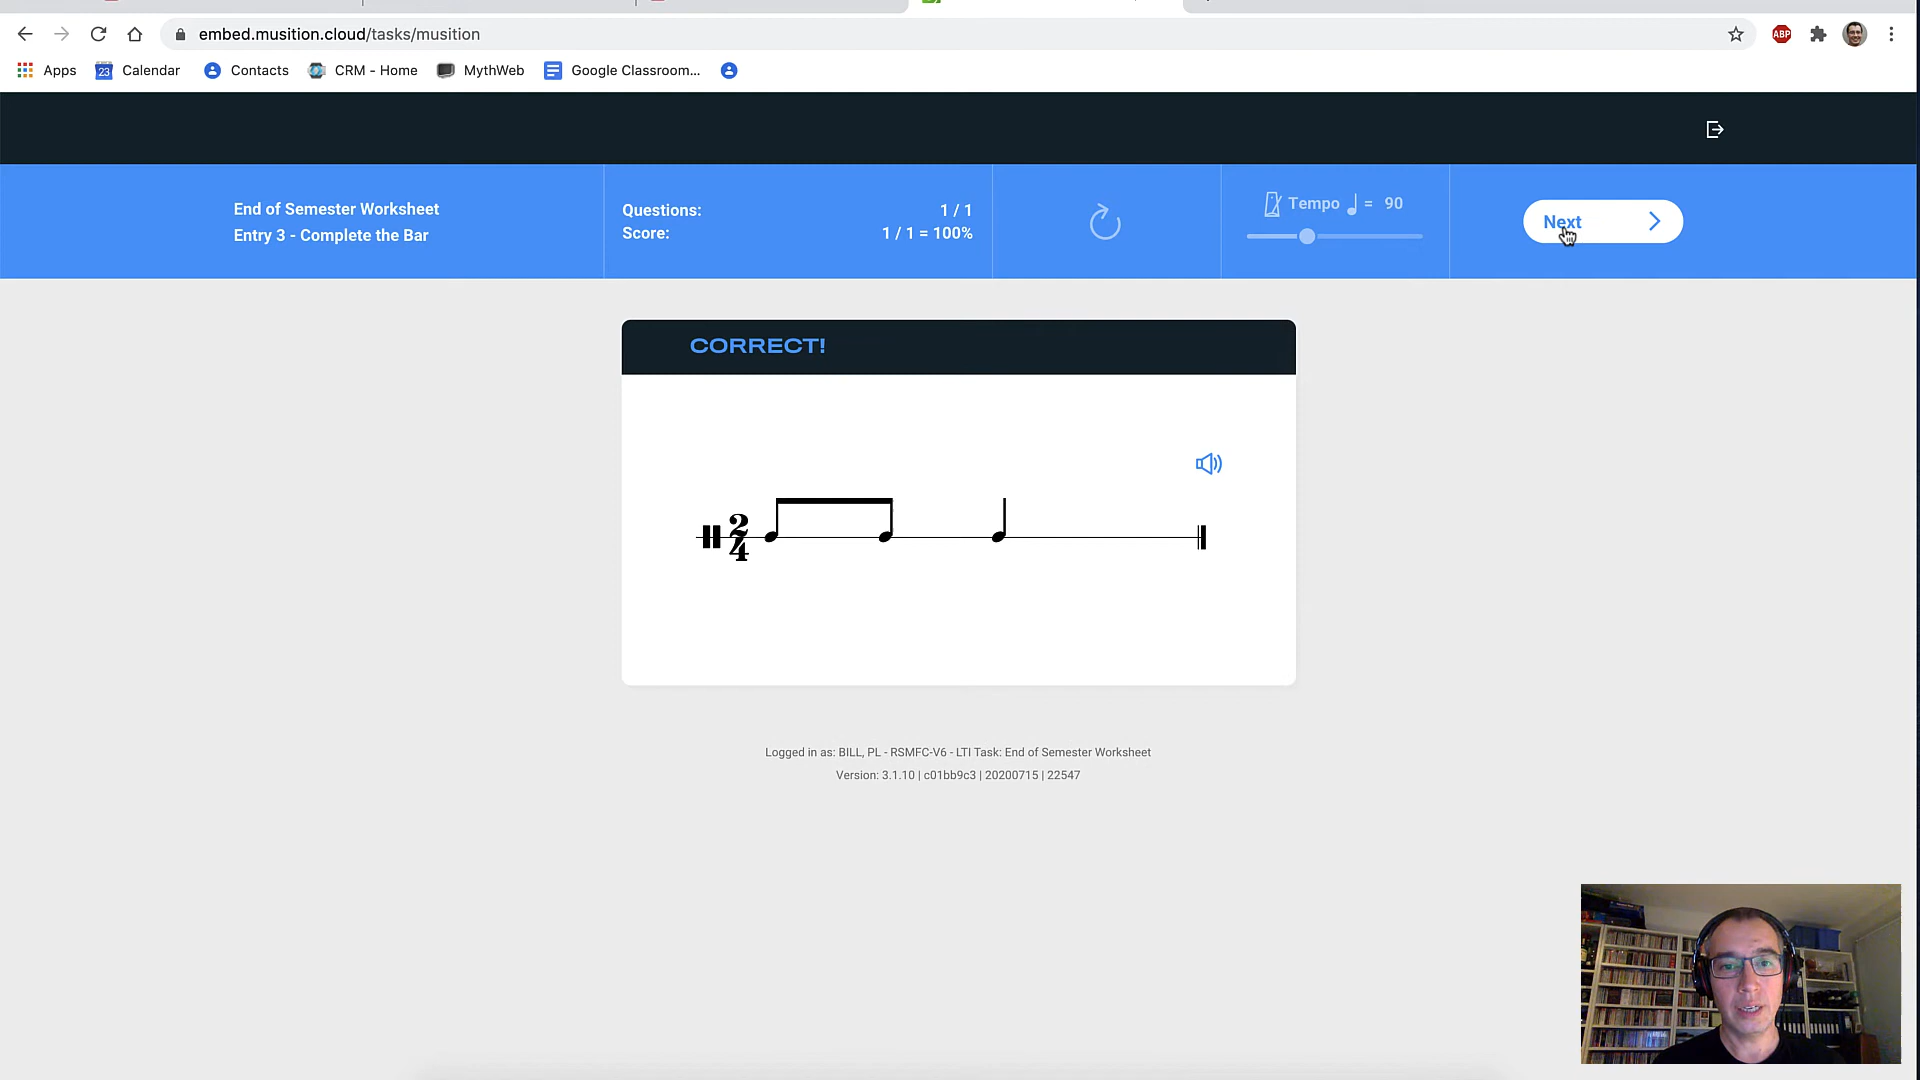 embed.musition.cloud/tasks/musition
ABP
Apps
23
Calendar
Contacts
CRM - Home
MythWeb
Google Classroom...
End of Semester Worksheet
Entry 3 - Complete the Bar
Questions: 1 / 1
Score: 1 / 1 = 100%
Tempo = 90
Next
CORRECT!
2
4
Logged in as: BILL, PL - RSMFC-V6 - LTI Task: End of Semester Worksheet
Version: 3.1.10 | c01bb9c3 | 20200715 | 22547